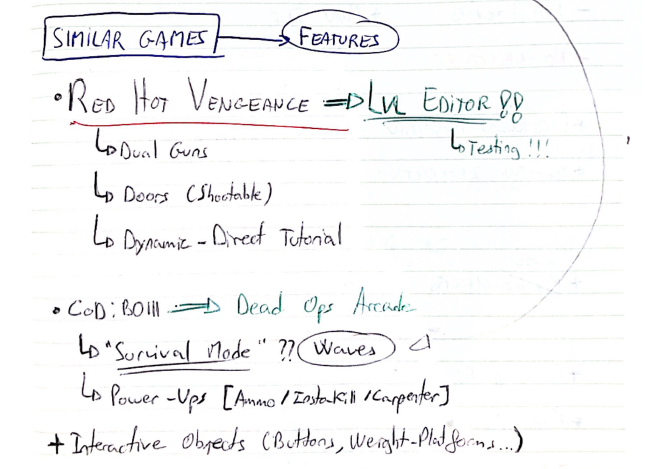 SIMILAR GAMES → FEATURES
• RED HOT VENGEANCE ⇒ LVL EDITOR !!
↳ Dual Guns ↳ Testing !!!
↳ Doors (Shootable)
↳ Dynamic - Direct Tutorial
• CoD: BOIII ⇒ Dead Ops Arcade
↳ "Survival Mode" ?? Waves
↳ Power-Ups [Ammo / Instakill / Carpenter]
+ Interactive Objects (Buttons, Weight-Platforms...)